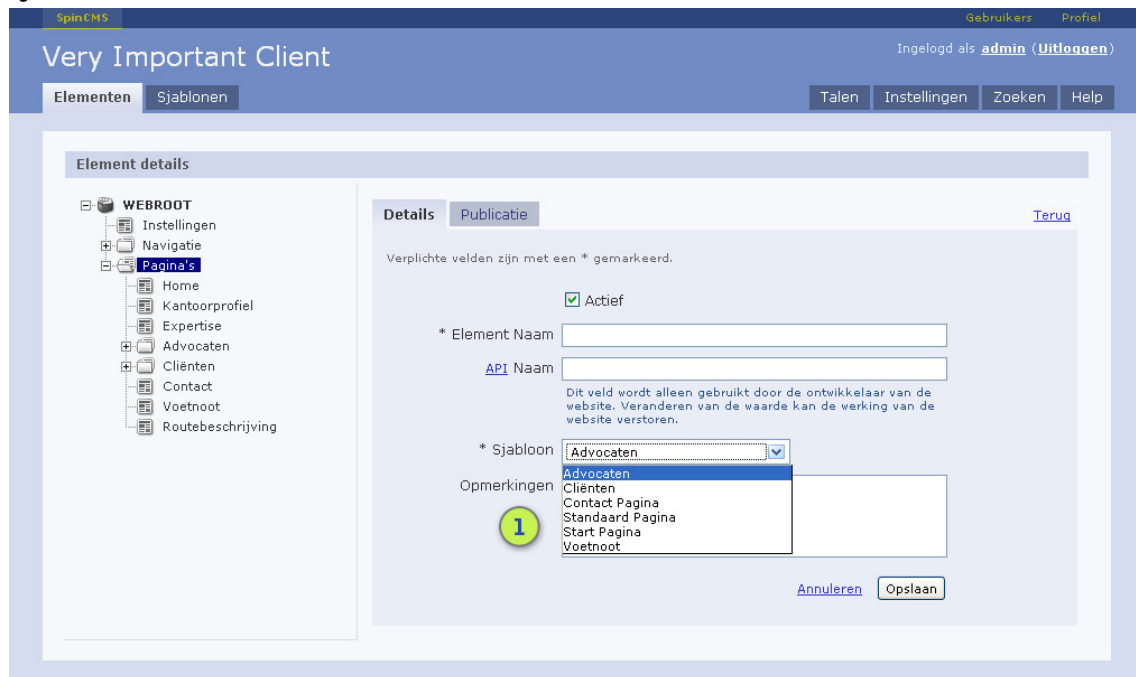 SpinCMS
Gebruikers Profiel
Very Important Client
Ingelogd als admin (Uitloggen)
Elementen Sjablonen
Talen Instellingen Zoeken Help
Element details
WEBROOT
Instellingen
Navigatie
Pagina's
Home
Kantoorprofiel
Expertise
Advocaten
Cliënten
Contact
Voetnoot
Routebeschrijving
Details Publicatie
Terug
Verplichte velden zijn met een * gemarkeerd.
Actief
* Element Naam
API Naam
Dit veld wordt alleen gebruikt door de ontwikkelaar van de
website. Veranderen van de waarde kan de werking van de
website verstoren.
* Sjabloon Advocaten
Advocaten
Opmerkingen
Cliënten
Contact Pagina
Standaard Pagina
Start Pagina
Voetnoot
1
Annuleren Opslaan